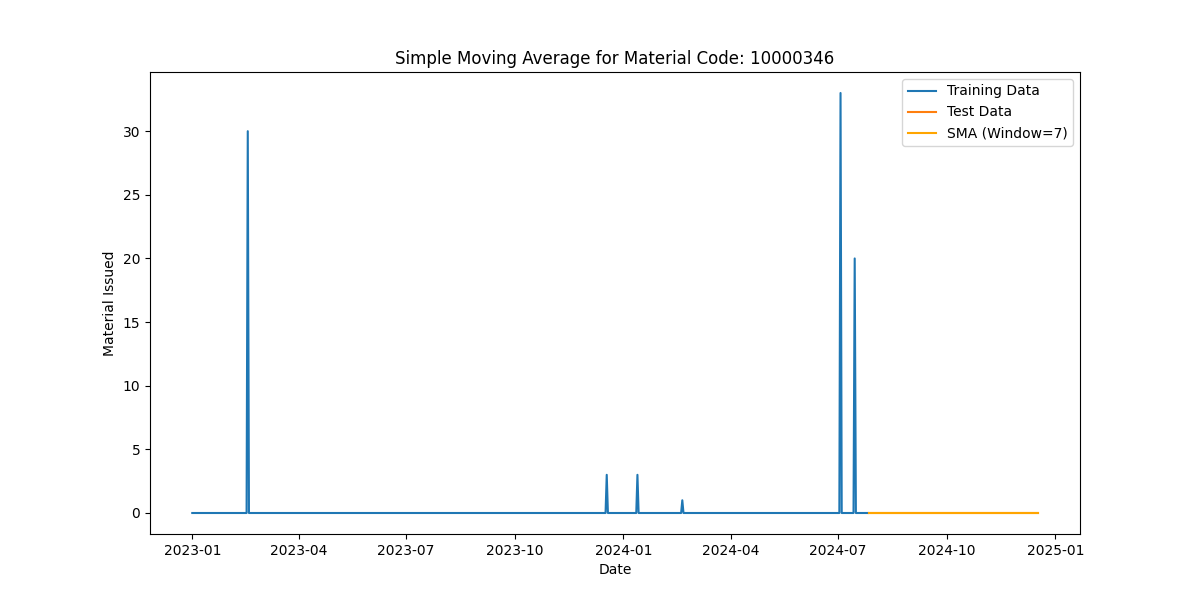 Simple Moving Average for Material Code: 10000346
Training Data
Test Data
SMA (Window=7)
Material Issued
30
25
20
15
10
5
0
2023-01 2023-04 2023-07 2023-10 2024-01 2024-04 2024-07 2024-10 2025-01
Date